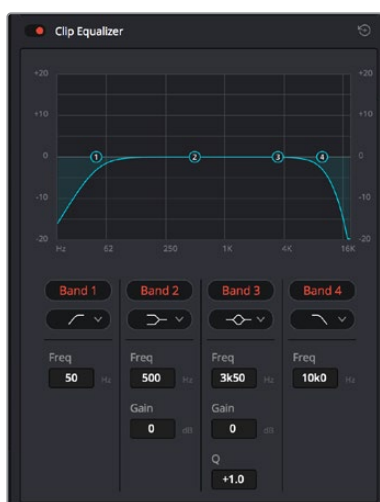 Clip Equalizer
+20 +20
+10 +10
0 1 2 3 4 0
-10 -10
-20 -20
Hz 62 250 1K 4K 16K
Band 1 Band 2 Band 3 Band 4
Freq Freq Freq Freq
50 Hz 500 Hz 3k50 Hz 10k0 Hz
Gain Gain
0 dB 0 dB
Q
+1.0